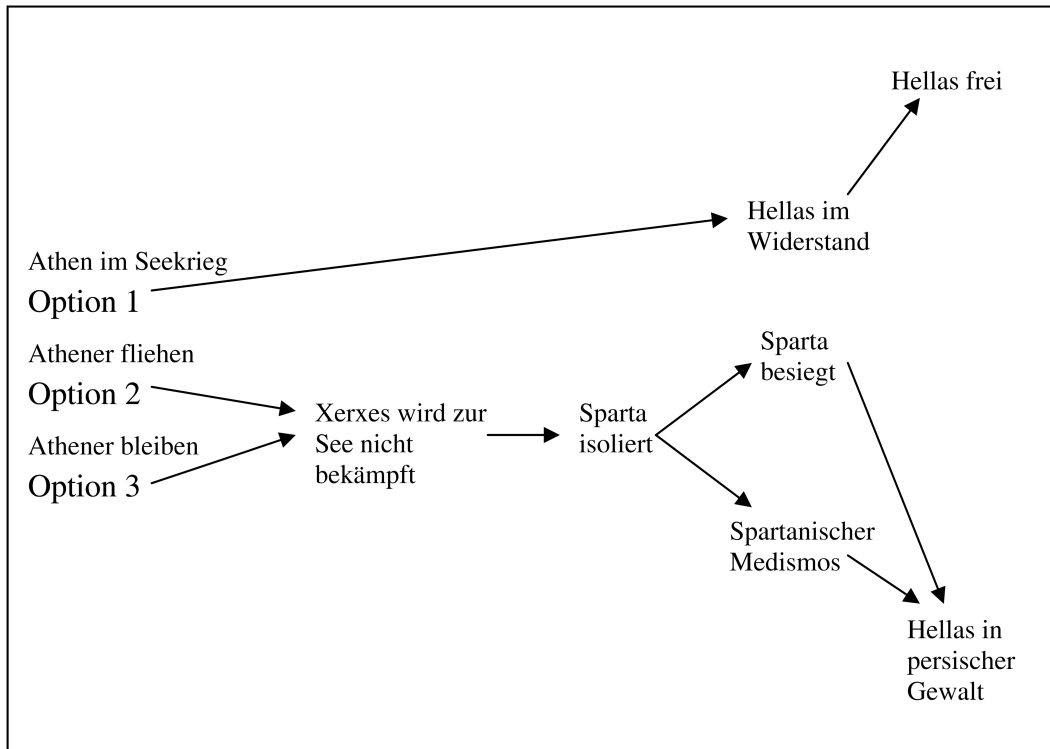 Hellas frei
Hellas im
Widerstand
Athen im Seekrieg
Option 1
Athener fliehen
Option 2
Athener bleiben
Option 3
Xerxes wird zur
See nicht
bekämpft
Sparta
isoliert
Sparta
besiegt
Spartanischer
Medismos
Hellas in
persischer
Gewalt